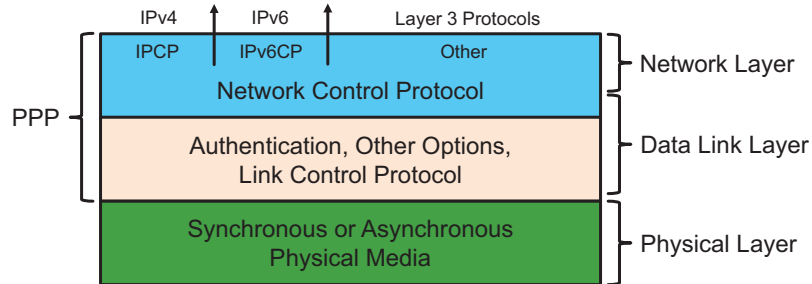 IPv4 IPv6 Layer 3 Protocols
IPCP IPv6CP Other
Network Control Protocol
Network Layer
PPP
Authentication, Other Options,
Link Control Protocol
Data Link Layer
Synchronous or Asynchronous
Physical Media
Physical Layer